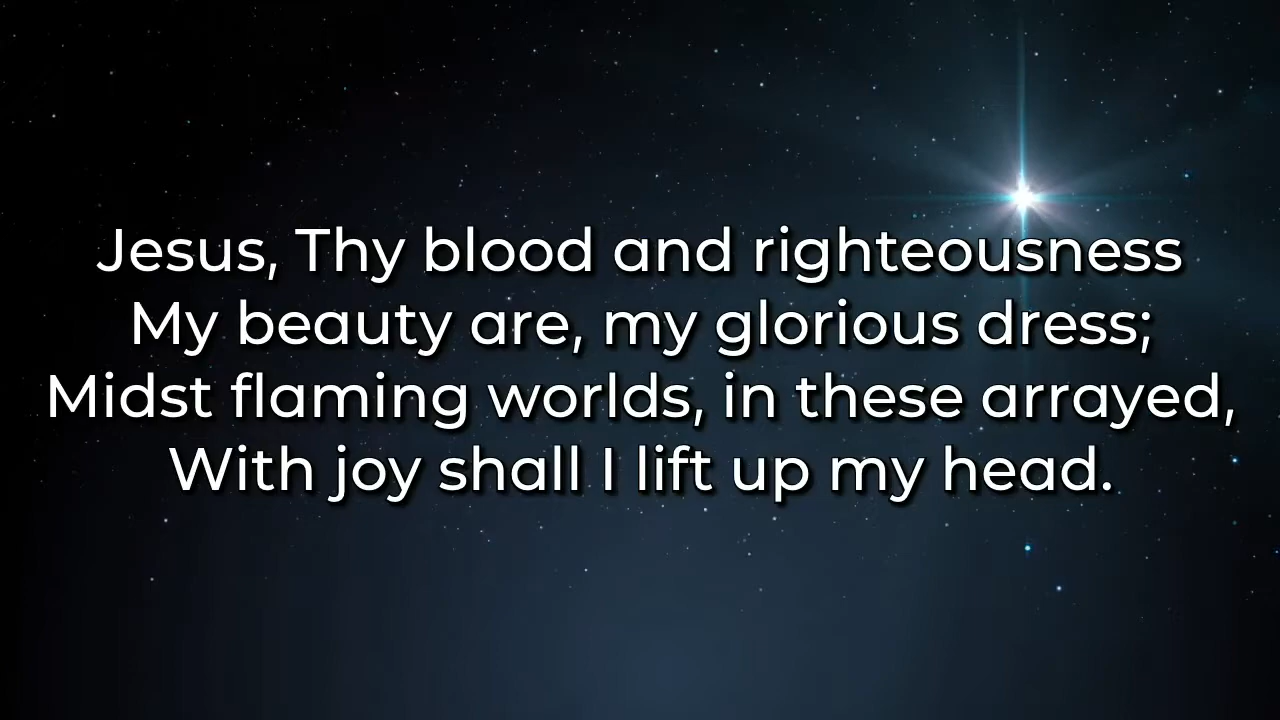 Jesus, Thy blood and righteousness
My beauty are, my glorious dress;
Midst flaming worlds, in these arrayed,
With joy shall I lift up my head.